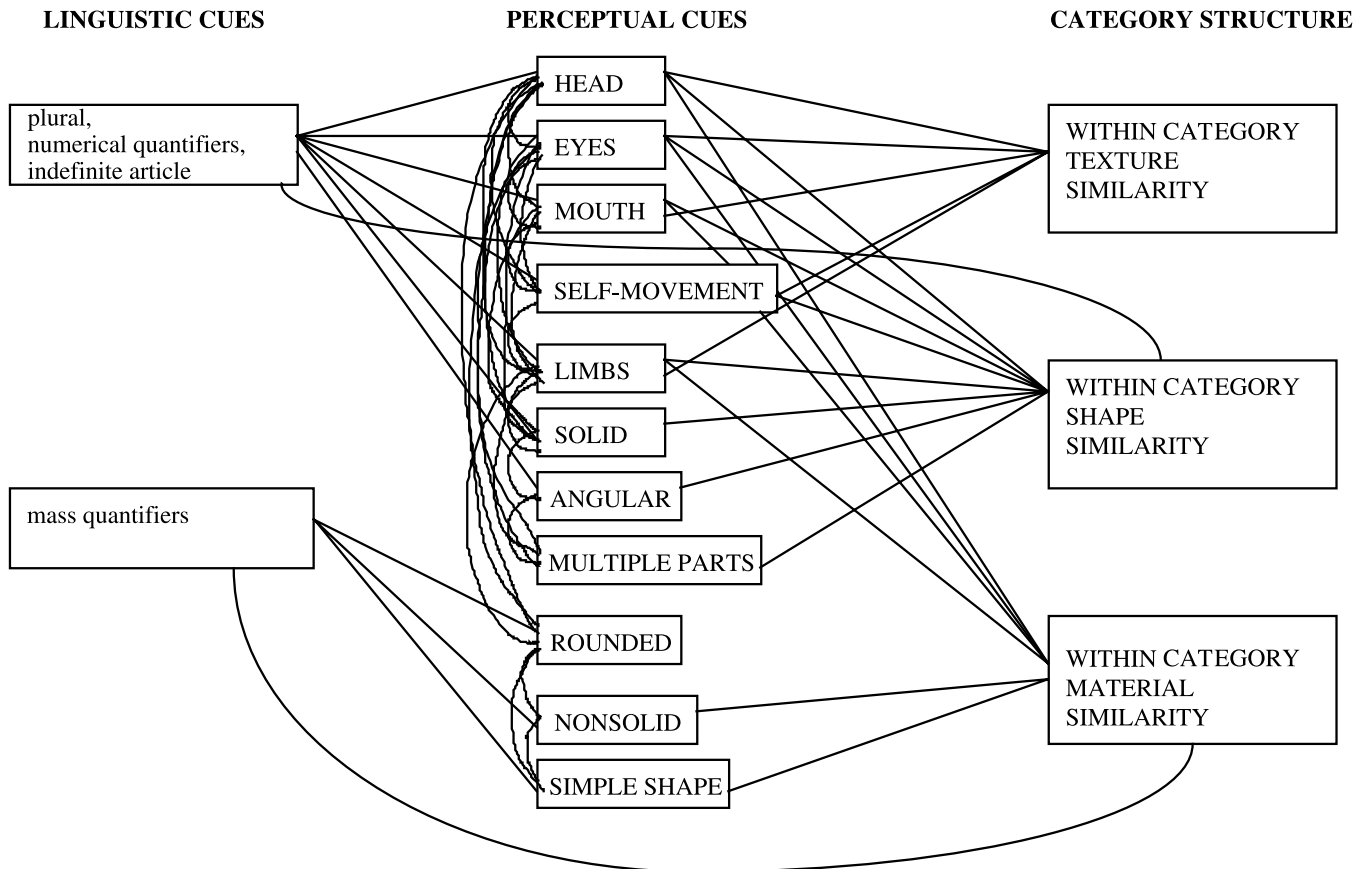 LINGUISTIC CUES
PERCEPTUAL CUES
CATEGORY STRUCTURE
plural,
numerical quantifiers,
indefinite article
mass quantifiers
HEAD
EYES
MOUTH
SELF-MOVEMENT
LIMBS
SOLID
ANGULAR
MULTIPLE PARTS
ROUNDED
NONSOLID
SIMPLE SHAPE
WITHIN CATEGORY
TEXTURE
SIMILARITY
WITHIN CATEGORY
SHAPE
SIMILARITY
WITHIN CATEGORY
MATERIAL
SIMILARITY